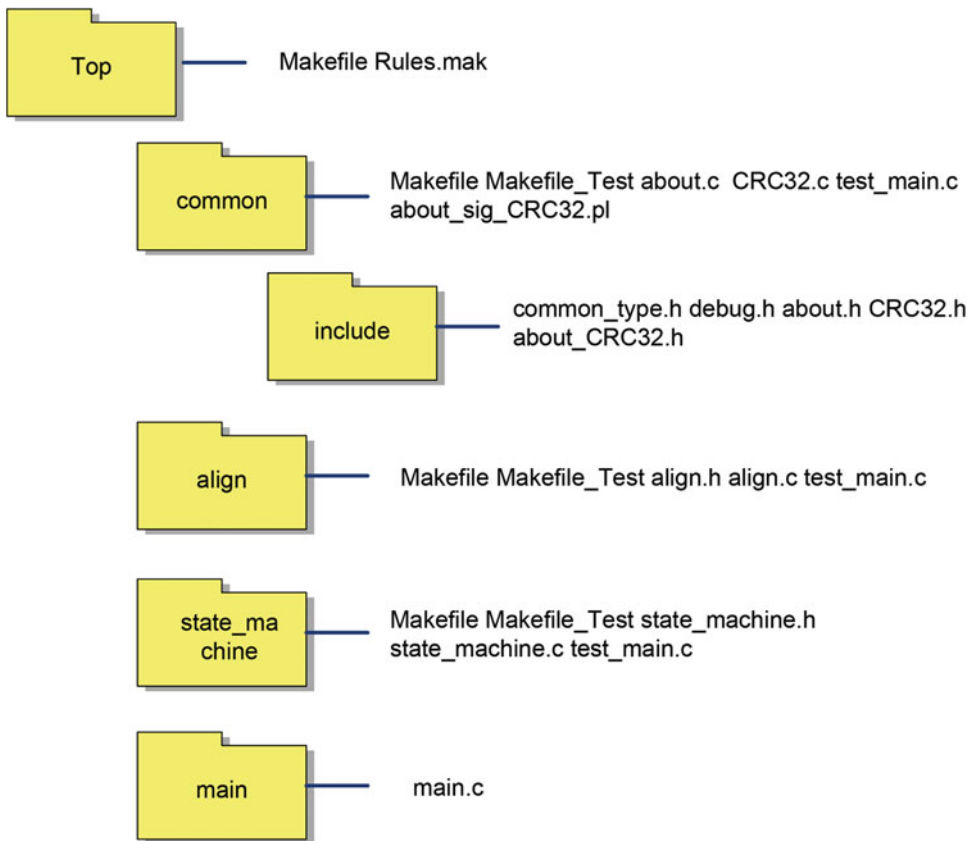 Top
Makefile Rules.mak
common
Makefile Makefile_Test about.c CRC32.c test_main.c
about_sig_CRC32.pl
include
common_type.h debug.h about.h CRC32.h
about_CRC32.h
align
Makefile Makefile_Test align.h align.c test_main.c
state_ma
chine
Makefile Makefile_Test state_machine.h
state_machine.c test_main.c
main
main.c